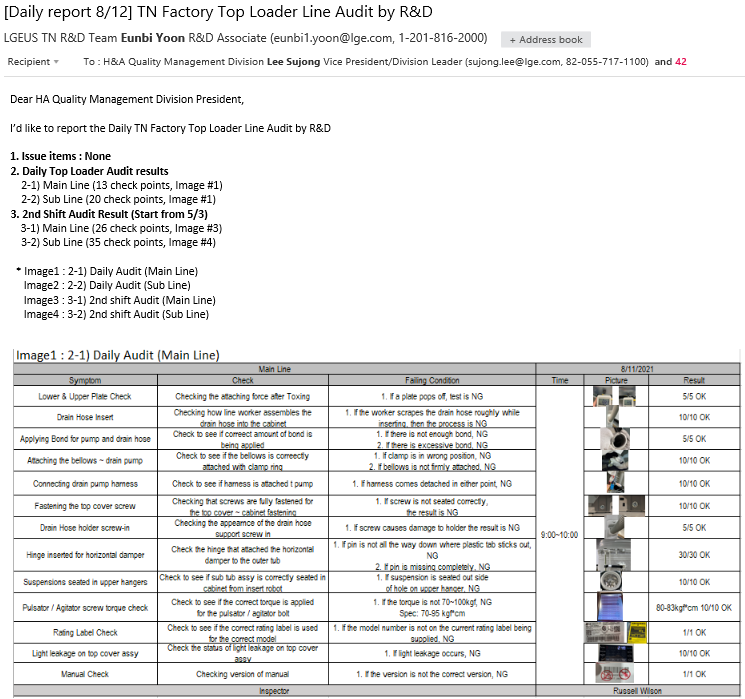 [Daily report 8/12] TN Factory Top Loader Line Audit by R&D
LGEUS TN R&D Team Eunbi Yoon R&D Associate (eunbi1.yoon@lge.com, 1-201-816-2000) + Address book
Recipient To : H&A Quality Management Division Lee Sujong Vice President/Division Leader (sujong.lee@lge.com, 82-055-717-1100) and 42
Dear HA Quality Management Division President,
I'd like to report the Daily TN Factory Top Loader Line Audit by R&D
1. Issue items : None
2. Daily Top Loader Audit results
2-1) Main Line (13 check points, Image #1)
2-2) Sub Line (20 check points, Image #1)
3. 2nd Shift Audit Result (Start from 5/3)
3-1) Main Line (26 check points, Image #3)
3-2) Sub Line (35 check points, Image #4)
* Image1 : 2-1) Daily Audit (Main Line)
Image2 : 2-2) Daily Audit (Sub Line)
Image3 : 3-1) 2nd shift Audit (Main Line)
Image4 : 3-2) 2nd shift Audit (Sub Line)
Image1 : 2-1) Daily Audit (Main Line)
Main Line 8/11/2021
Symptom Check Failing Condition Time Picture Result
Lower & Upper Plate Check Checking the attaching force after Toxing 1. If a plate pops off, test is NG 5/5 OK
Drain Hose Insert Checking how line worker assembles the drain hose into the cabinet 1. If the worker scrapes the drain hose roughly while inserting, then the process is NG 10/10 OK
Applying Bond for pump and drain hose Check to see if correect amount of bond is being applied 1. If there is not enough bond, NG 2. If there is excessive bond, NG 5/5 OK
Attaching the bellows ~ drain pump Check to see if the bellows is correectly attached with clamp ring 1. If clamp is in wrong position, NG 2. If bellows is not firmly attached, NG 10/10 OK
Connecting drain pump harness Check to see if harness is attached t pump 1. If harness comes detached in either point, NG 10/10 OK
Fastening the top cover screw Checking that screws are fully fastened for the top cover ~ cabinet fastening 1. If screw is not seated correctly, the result is NG 10/10 OK
Drain Hose holder screw-in Checking the appearnce of the drain hose support screw in 1. If screw causes damage to holder the result is NG 5/5 OK
9:00~10:00
Hinge inserted for horizontal damper Check the hinge that attached the horizontal damper to the outer tub 1. If pin is not all the way down where plastic tab sticks out, NG 2. If pin is missing completely, NG 30/30 OK
Suspensions seated in upper hangers Check to see if sub tub assy is correctly seated in cabinet from insert robot 1. If suspension is seated out side of hole on upper hanger, NG 10/10 OK
Pulsator / Agitator screw torque check Check to see if the correct torque is applied for the pulsator / agitator bolt 1. If the torque is not 70~100kgf, NG Spec: 70-95 kgf*cm 80-83kgf*cm 10/10 OK
Rating Label Check Check to see if the correct rating label is used for the correct model 1. If the model number is not on the current rating label being supplied, NG 1/1 OK
Light leakage on top cover assy Check the status of light leakage on top cover assy 1. If light leakage occurs, NG 10/10 OK
Manual Check Checking version of manual 1. If the version is not the correct version, NG 1/1 OK
Inspector Russell Wilson